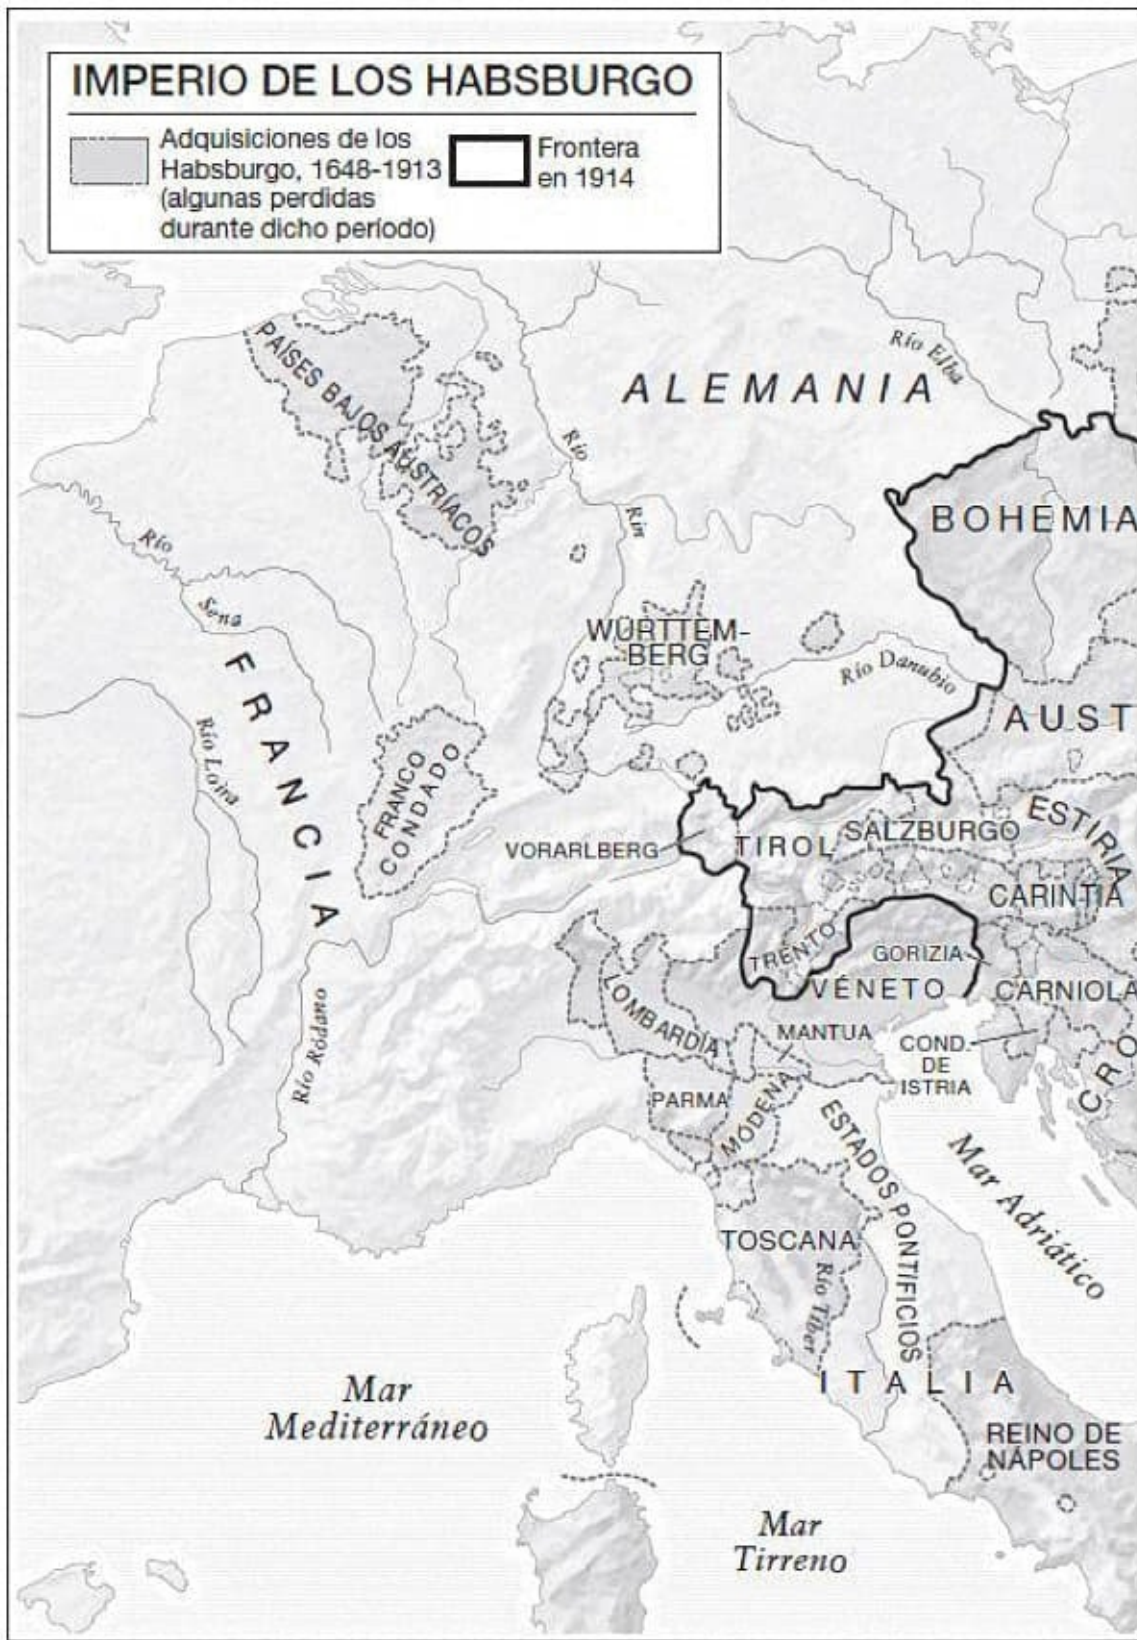 IMPERIO DE LOS HABSBURGO
Adquisiciones de los
Habsburgo, 1648-1913
(algunas perdidas
durante dicho período)
Frontera
en 1914
PAÍSES BAJOS AUSTRÍACOS
ALEMANIA
Río Elba
Río
Rin
BOHEMIA
Río
Sena
WÜRTTEM-
BERG
Río Danubio
FRANCIA
Río Loira
AUST
FRANCO
CONDADO
VORARLBERG
TIROL
SALZBURGO
ESTIRIA
CARINTIA
TRENTO
GORIZIA
VÉNETO
CARNIOLA
LOMBARDÍA
MANTUA
COND.
DE
ISTRIA
CRO
Río Ródano
PARMA
MÓDENA
ESTADOS PONTIFICIOS
Mar Adriático
TOSCANA
Río Tíber
ITALIA
Mar
Mediterráneo
REINO DE
NÁPOLES
Mar
Tirreno